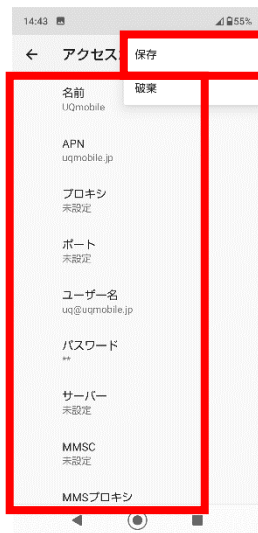 14:43 55%
← アクセス 保存
破棄
名前
UQmobile
APN
uqmobile.jp
プロキシ
未設定
ポート
未設定
ユーザー名
uq@uqmobile.jp
パスワード
**
サーバー
未設定
MMSC
未設定
MMSプロキシ